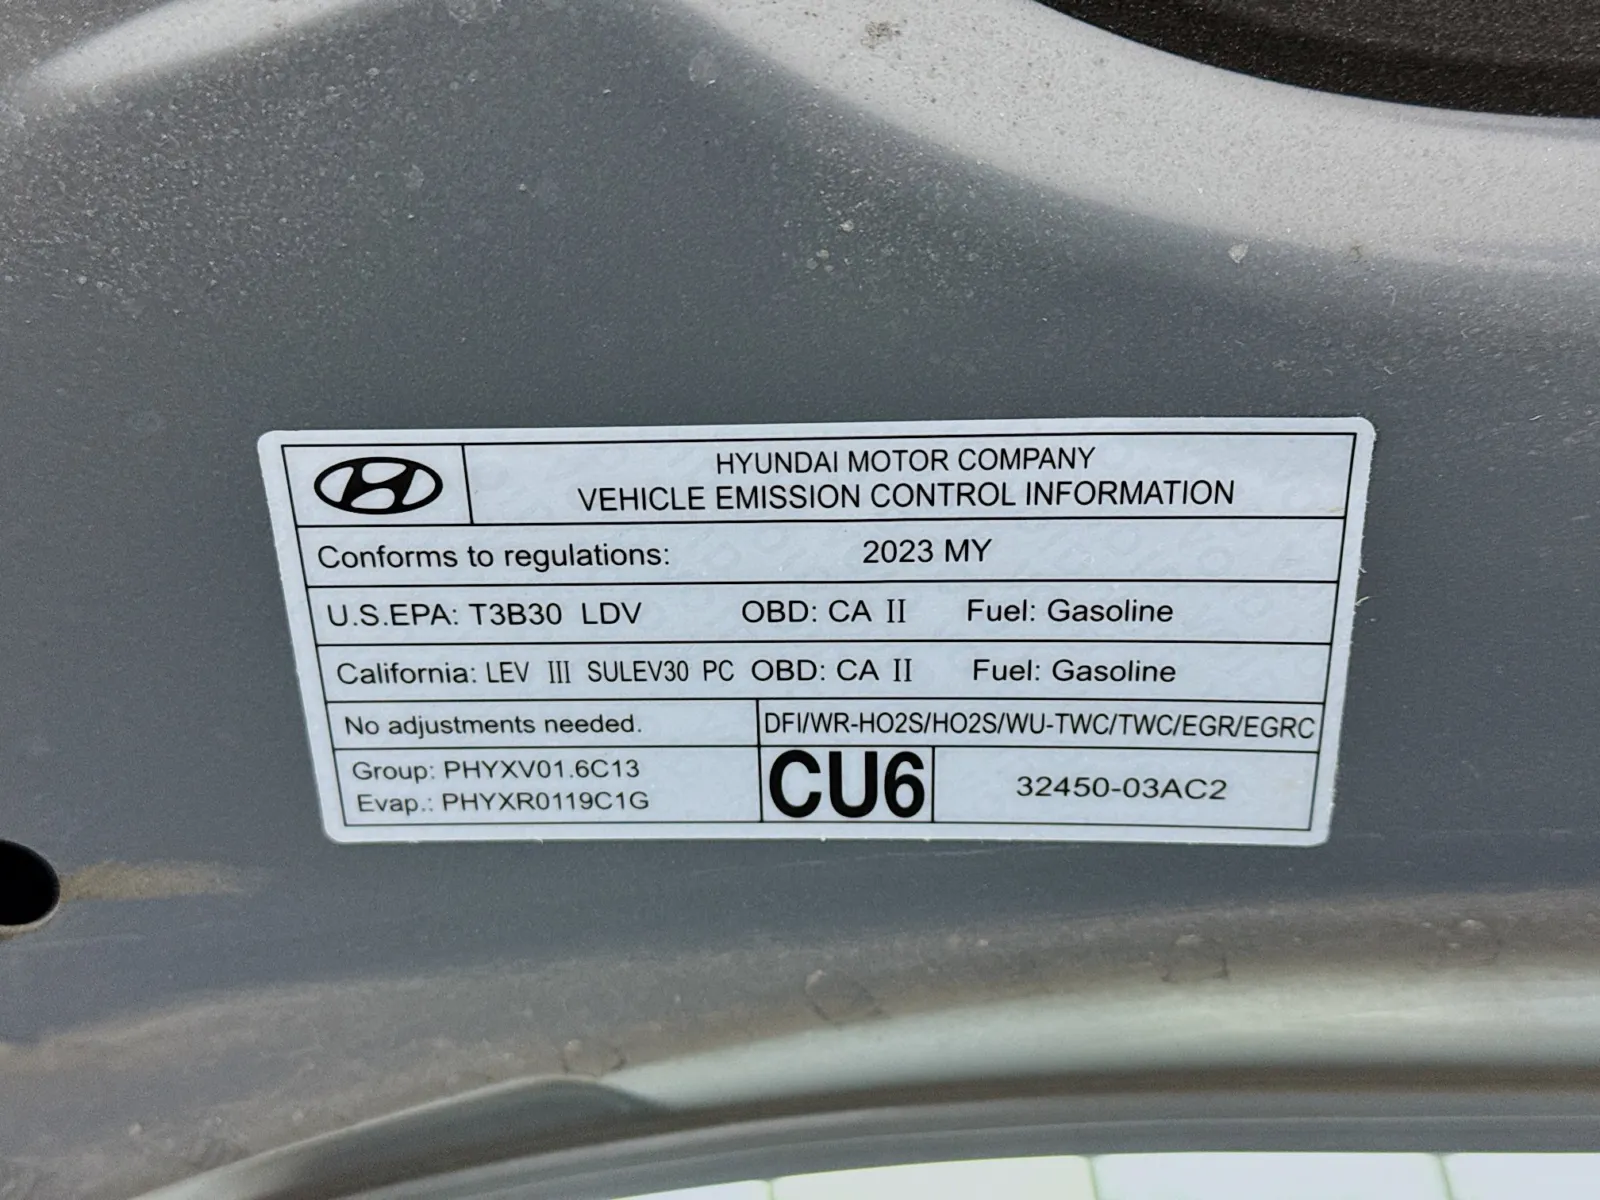 HYUNDAI MOTOR COMPANY
VEHICLE EMISSION CONTROL INFORMATION
Conforms to regulations: 2023 MY
U.S.EPA: T3B30 LDV OBD: CA II Fuel: Gasoline
California: LEV III SULEV30 PC OBD: CA II Fuel: Gasoline
No adjustments needed. DFI/WR-HO2S/HO2S/WU-TWC/TWC/EGR/EGRC
Group: PHYXV01.6C13
Evap.: PHYXR0119C1G
CU6
32450-03AC2